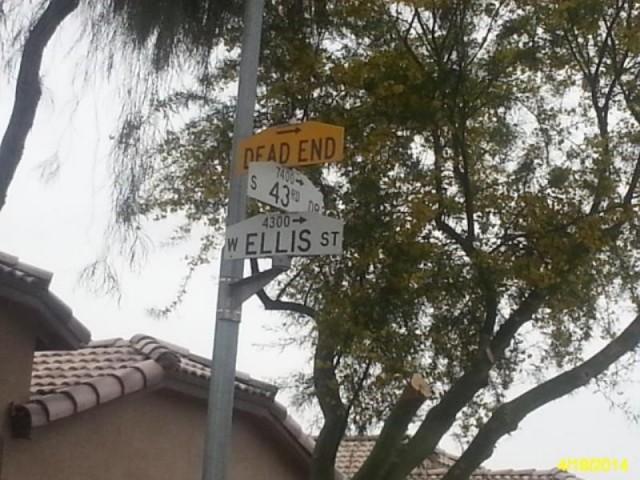 →
DEAD END
7400 →
S 43RD DR
4300 →
W ELLIS ST
4/18/2014